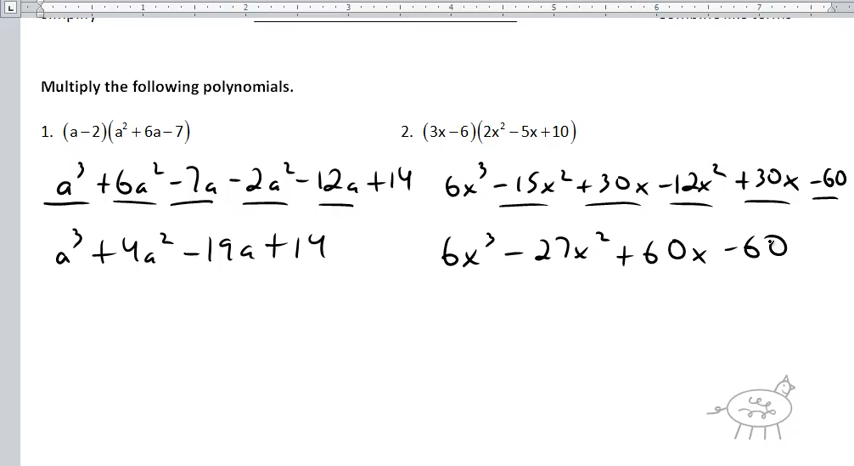 Multiply the following polynomials.
1. (a−2)(a²+6a−7)
2. (3x−6)(2x²−5x+10)
a³ +6a² −7a −2a² −12a +14
6x³ −15x² +30x −12x² +30x −60
a³ +4a² −19a +14
6x³ −27x² +60x −60